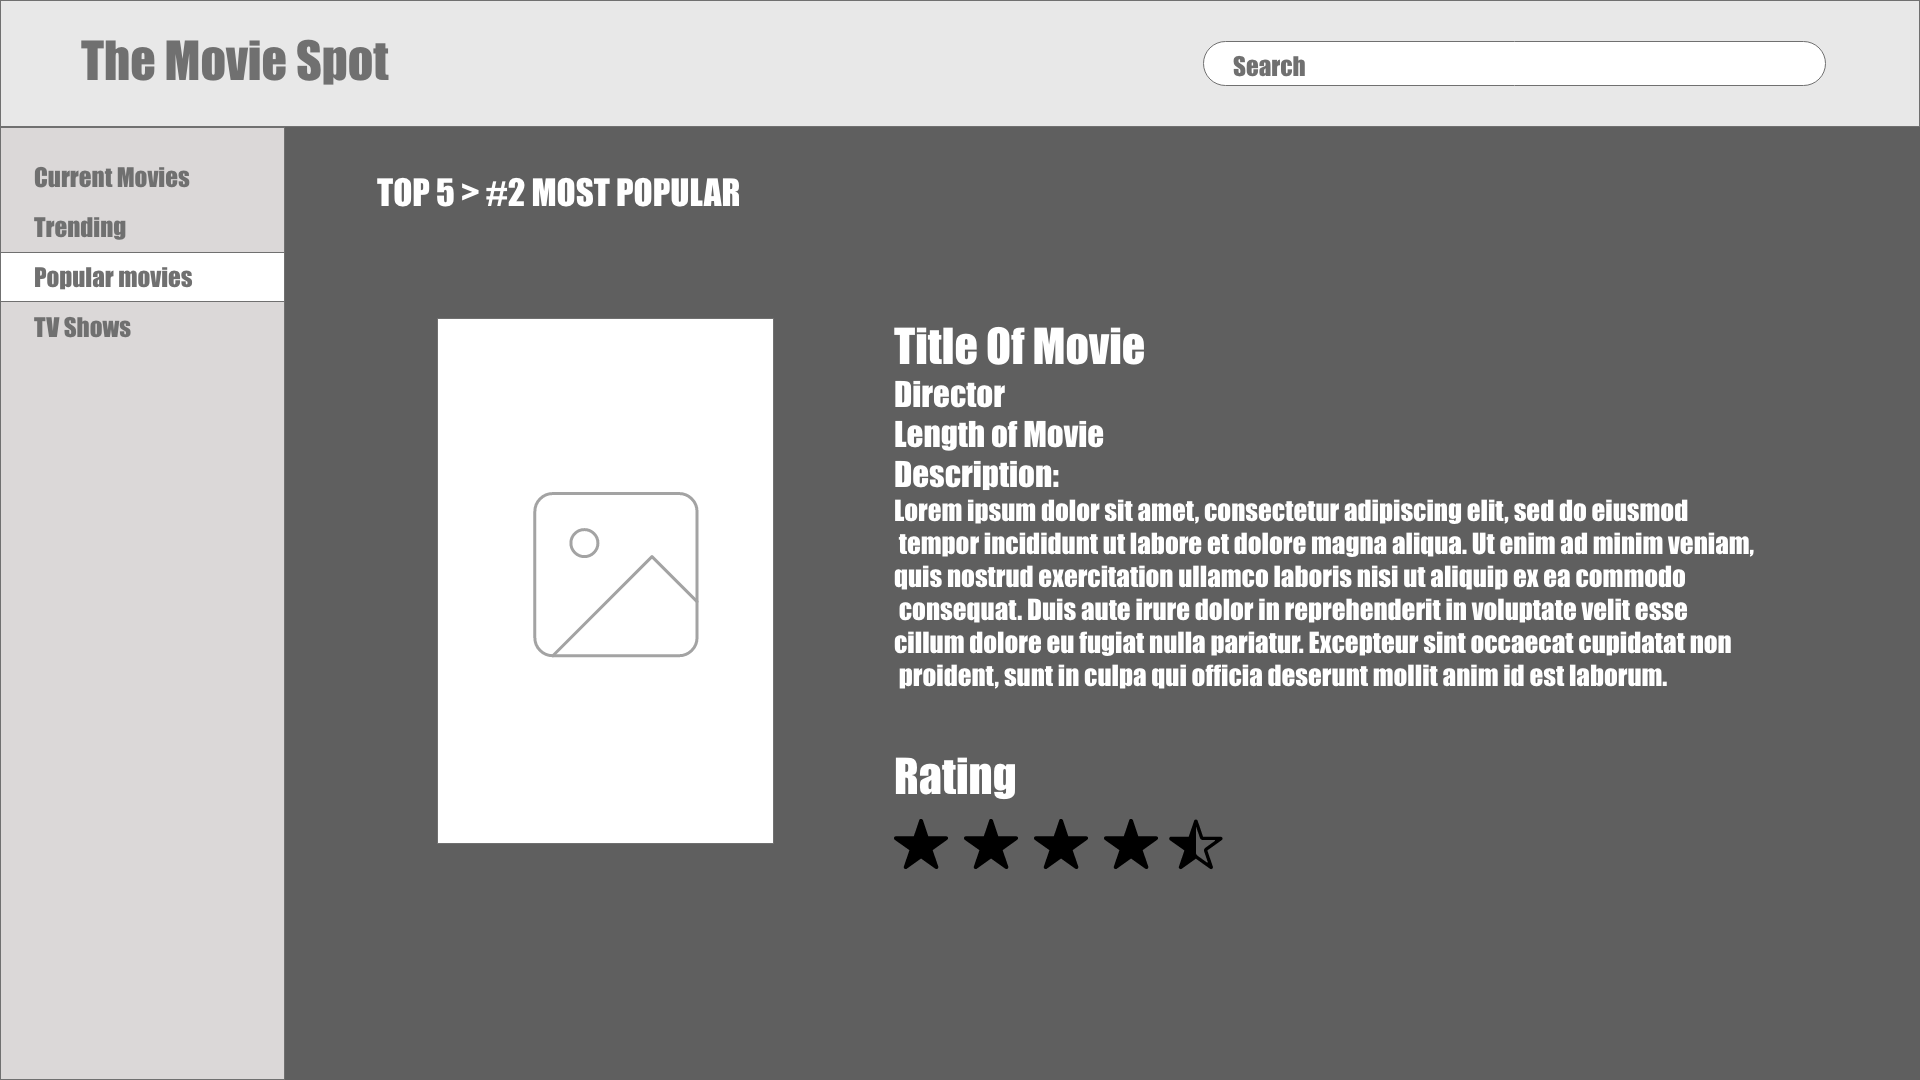 The Movie Spot
Search
Current Movies
Trending
Popular movies
TV Shows
TOP 5 > #2 MOST POPULAR
Title Of Movie
Director
Length of Movie
Description:
Lorem ipsum dolor sit amet, consectetur adipiscing elit, sed do eiusmod
tempor incididunt ut labore et dolore magna aliqua. Ut enim ad minim veniam,
quis nostrud exercitation ullamco laboris nisi ut aliquip ex ea commodo
consequat. Duis aute irure dolor in reprehenderit in voluptate velit esse
cillum dolore eu fugiat nulla pariatur. Excepteur sint occaecat cupidatat non
proident, sunt in culpa qui officia deserunt mollit anim id est laborum.
Rating